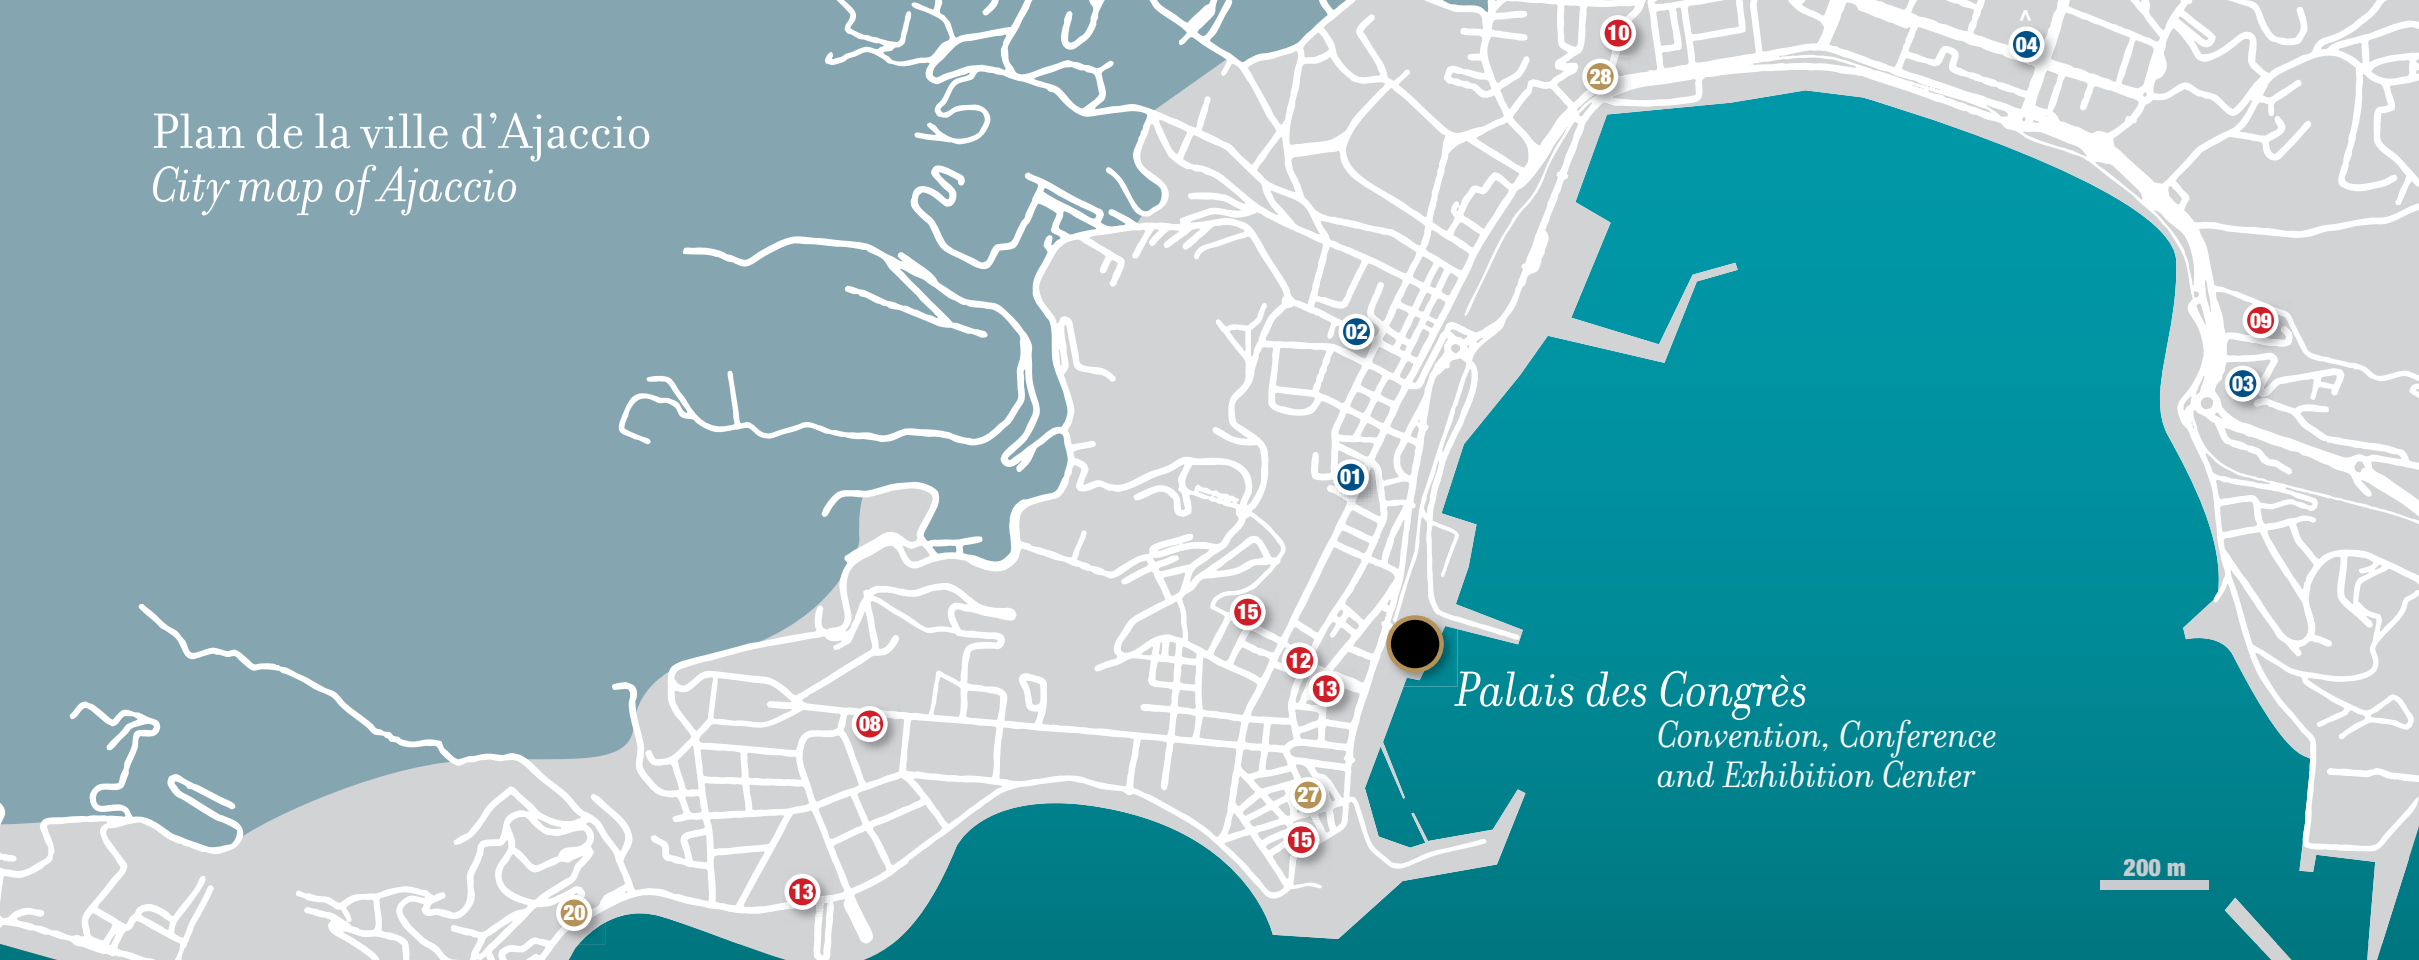 10
04
28
Plan de la ville d’Ajaccio
City map of Ajaccio
09
02
03
01
15
12
13
Palais des Congrès
08
Convention, Conference
and Exhibition Center
27
15
200 m
13
20